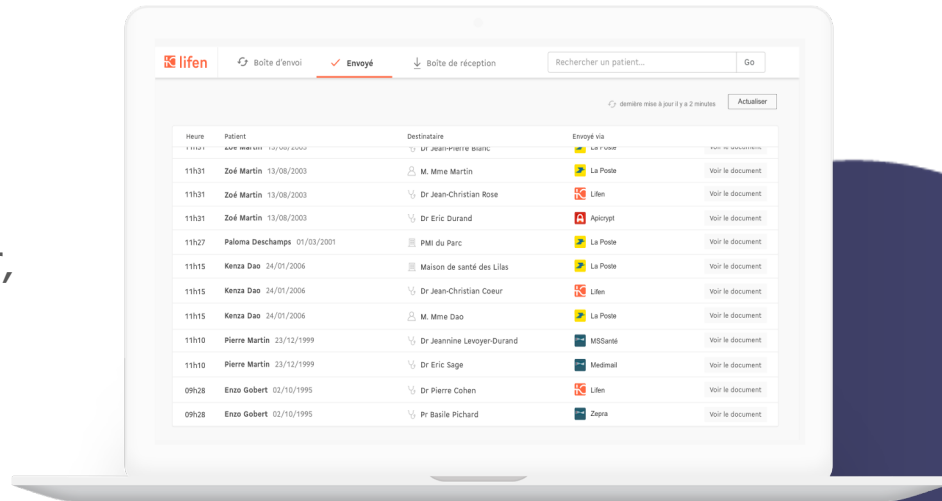 lifen
Boîte d'envoi
Envoyé
Boîte de réception
Rechercher un patient...
Go
dernière mise à jour il y a 2 minutes
Actualiser
Heure Patient Destinataire Envoyé via
11h31 Zoé Martin 13/08/2003 Dr Jean-Pierre Blanc La Poste Voir le document
11h31 Zoé Martin 13/08/2003 M. Mme Martin La Poste Voir le document
11h31 Zoé Martin 13/08/2003 Dr Jean-Christian Rose Lifen Voir le document
11h31 Zoé Martin 13/08/2003 Dr Eric Durand Apicrypt Voir le document
11h27 Paloma Deschamps 01/03/2001 PMI du Parc La Poste Voir le document
,
11h15 Kenza Dao 24/01/2006 Maison de santé des Lilas La Poste Voir le document
11h15 Kenza Dao 24/01/2006 Dr Jean-Christian Coeur Lifen Voir le document
11h15 Kenza Dao 24/01/2006 M. Mme Dao La Poste Voir le document
11h10 Pierre Martin 23/12/1999 Dr Jeannine Levoyer-Durand MSSanté Voir le document
11h10 Pierre Martin 23/12/1999 Dr Eric Sage Medimail Voir le document
09h28 Enzo Gobert 02/10/1995 Dr Pierre Cohen Lifen Voir le document
09h28 Enzo Gobert 02/10/1995 Pr Basile Pichard Zepra Voir le document